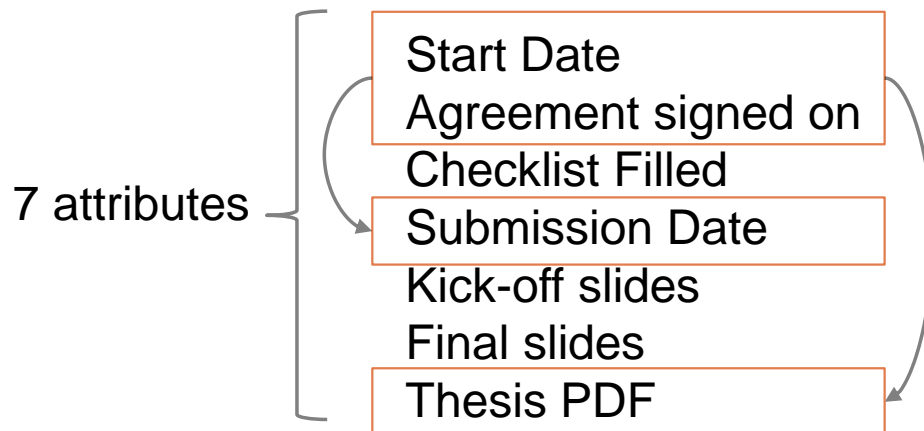 Start Date
Agreement signed on
Checklist Filled
7 attributes
Submission Date
Kick-off slides
Final slides
Thesis PDF